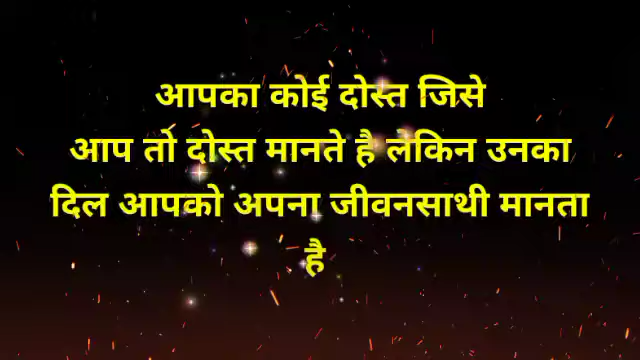 आपका कोई दोस्त जिसे
आप तो दोस्त मानते है लेकिन उनका
दिल आपको अपना जीवनसाथी मानता
है